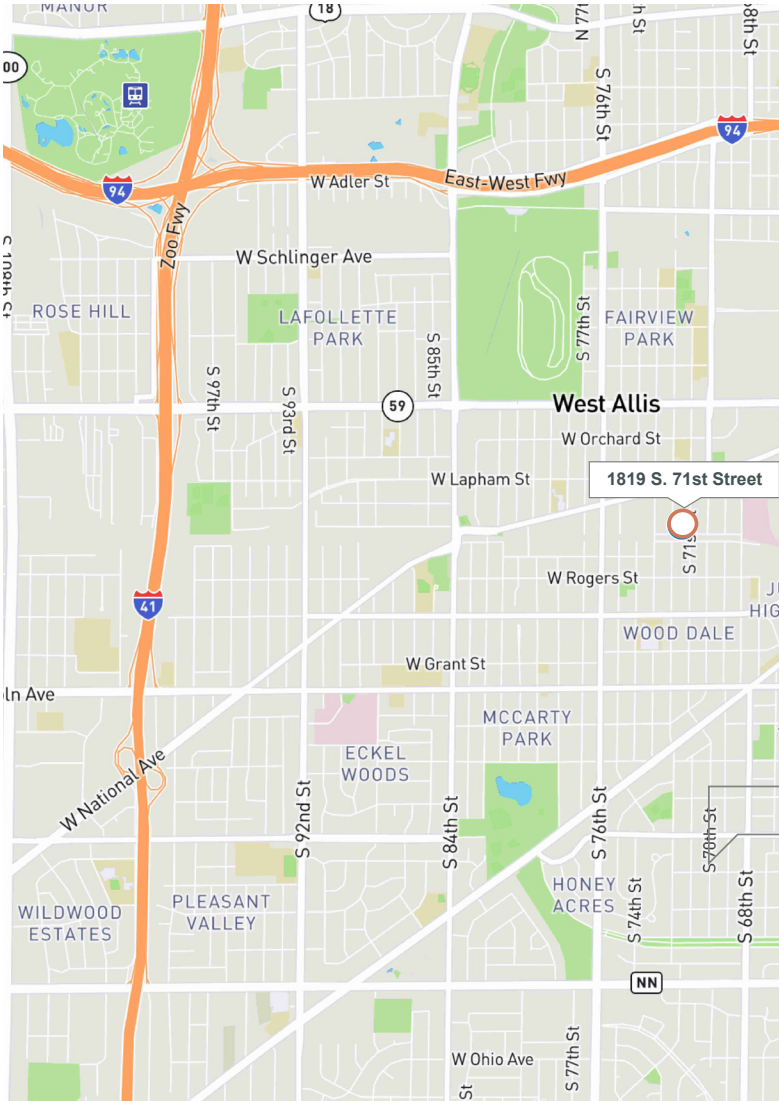 MANOR
18
00
S 76th St
94
94
W Adler St
East-West Fwy
Zoo Fwy
W Schlinger Ave
S 108th St
ROSE HILL
LAFOLLETTE
PARK
S 77th St
FAIRVIEW
PARK
S 85th St
S 97th St
S 93rd St
59
West Allis
W Orchard St
W Lapham St
1819 S. 71st Street
S 71s
W Rogers St
41
WOOD DALE
W Grant St
ln Ave
MCCARTY
PARK
ECKEL
WOODS
W National Ave
S 92nd St
S 84th St
S 76th St
S 70th St
HONEY
ACRES
S 74th St
S 68th St
WILDWOOD
ESTATES
PLEASANT
VALLEY
NN
W Ohio Ave
S 77th St
St